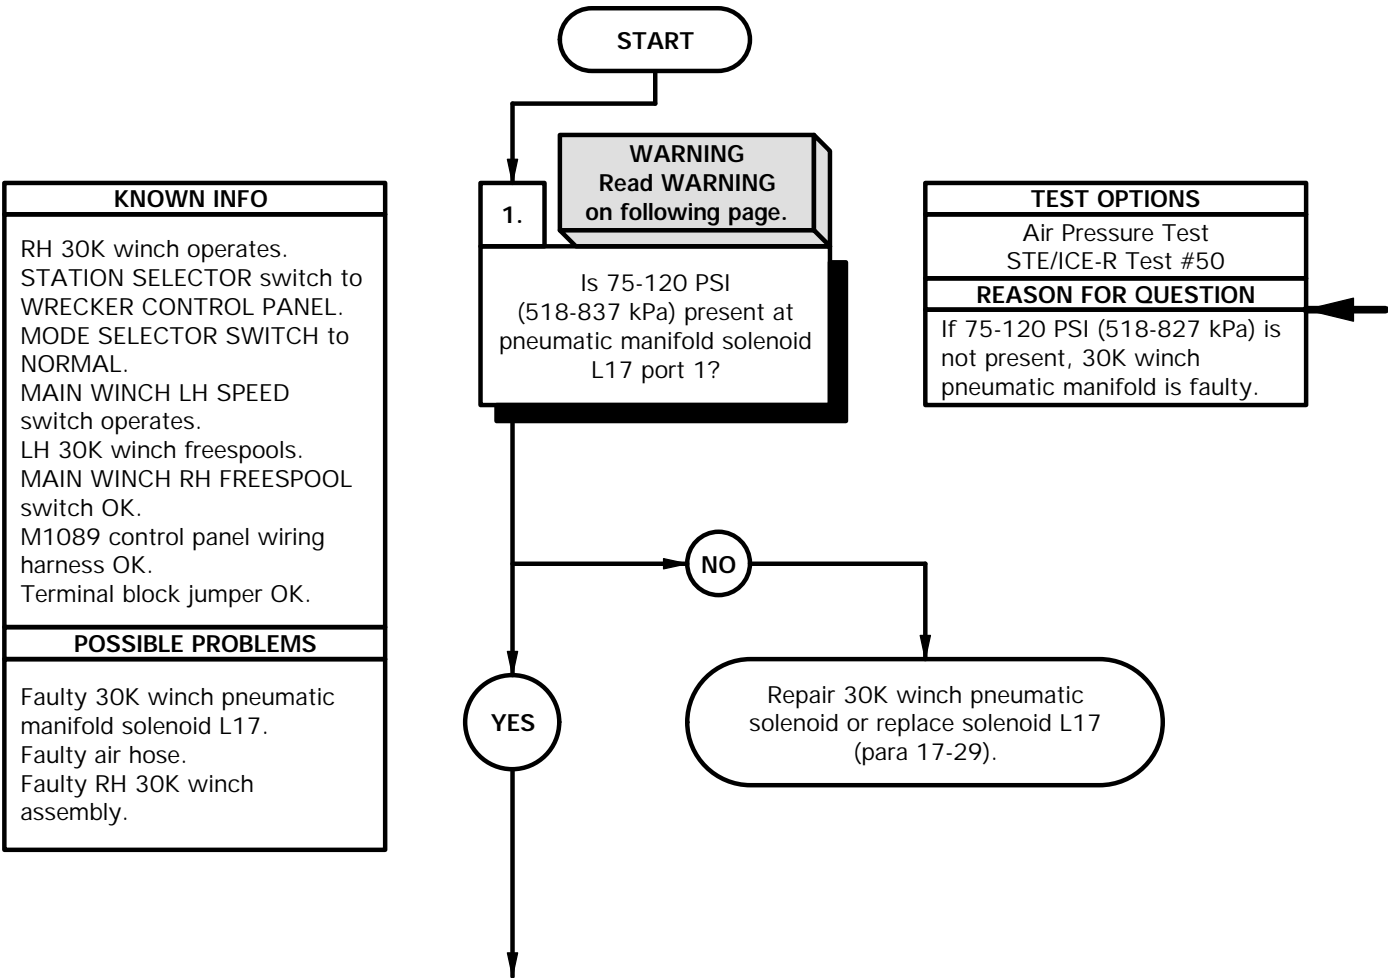 START
WARNING
Read WARNING
on following page.
1.
Is 75-120 PSI
(518-837 kPa) present at
pneumatic manifold solenoid
L17 port 1?
KNOWN INFO
RH 30K winch operates.
STATION SELECTOR switch to
WRECKER CONTROL PANEL.
MODE SELECTOR SWITCH to
NORMAL.
MAIN WINCH LH SPEED
switch operates.
LH 30K winch freespools.
MAIN WINCH RH FREESPOOL
switch OK.
M1089 control panel wiring
harness OK.
Terminal block jumper OK.
POSSIBLE PROBLEMS
Faulty 30K winch pneumatic
manifold solenoid L17.
Faulty air hose.
Faulty RH 30K winch
assembly.
TEST OPTIONS
Air Pressure Test
STE/ICE-R Test #50
REASON FOR QUESTION
If 75-120 PSI (518-827 kPa) is
not present, 30K winch
pneumatic manifold is faulty.
NO
YES
Repair 30K winch pneumatic
solenoid or replace solenoid L17
(para 17-29).